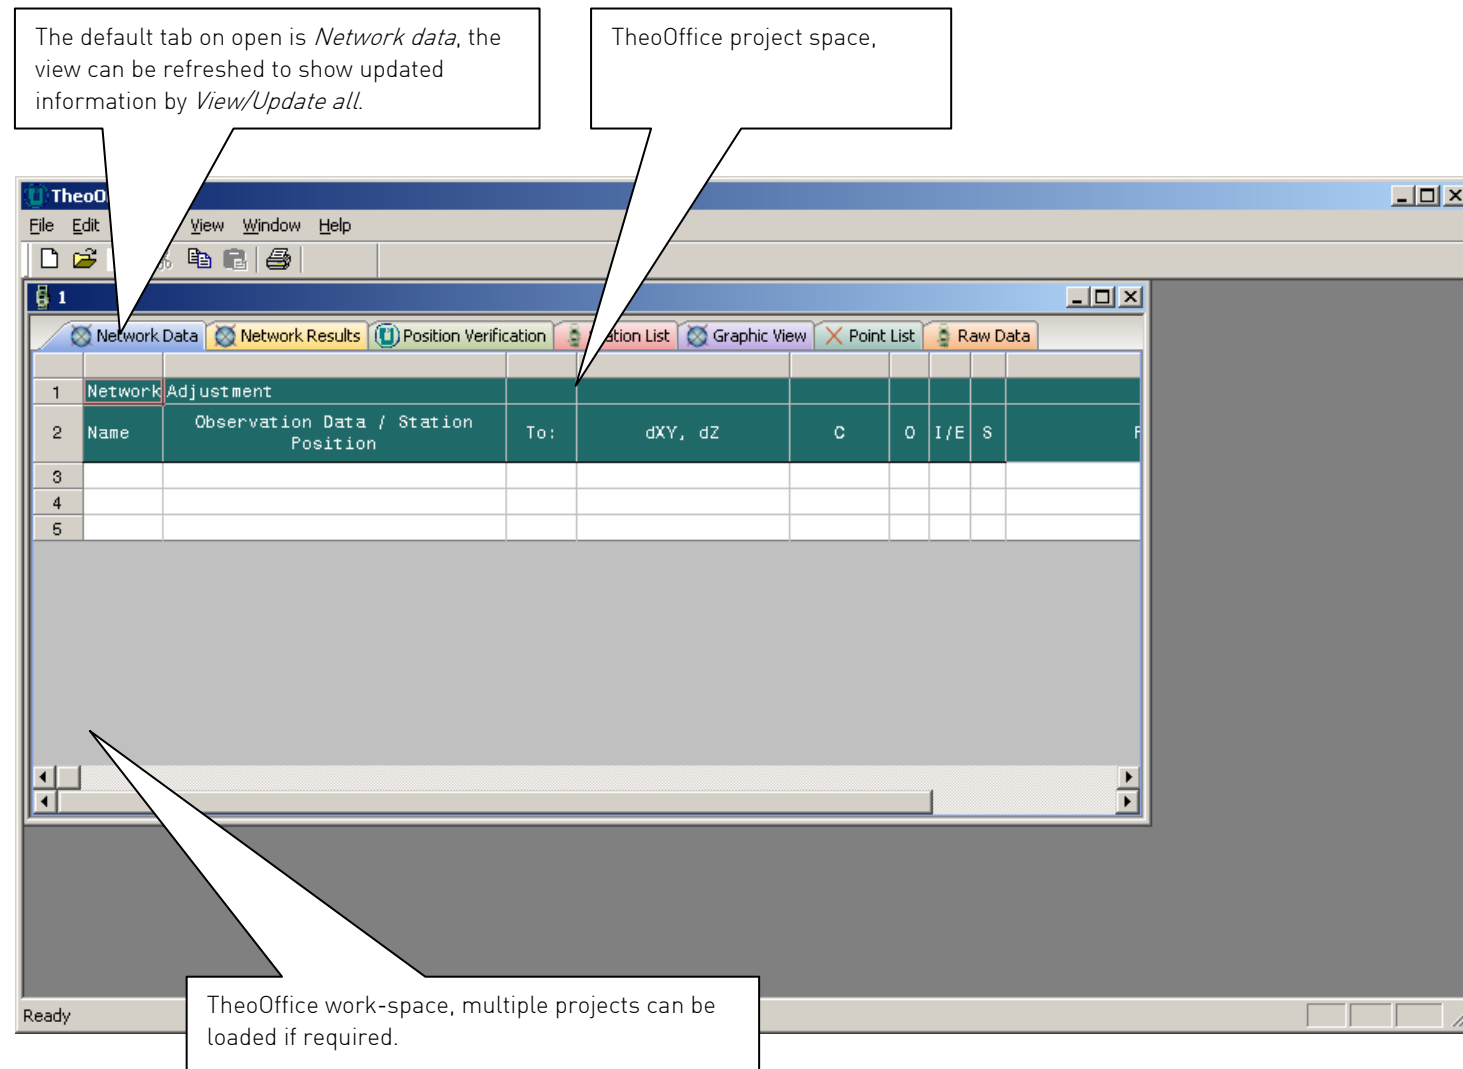 The default tab on open is Network data, the
view can be refreshed to show updated
information by View/Update all.
TheoOffice project space,
File Edit View Window Help
1
Network Data Network Results Position Verification List Graphic View Point List Raw Data
1 Network Adjustment
2 Name Observation Data / Station Position To: dXY, dZ C O I/E S
3
4
5
TheoOffice work-space, multiple projects can be
loaded if required.
Ready